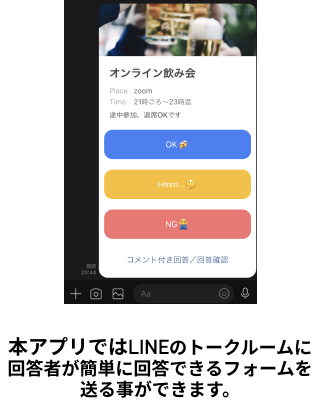 オンライン飲み会
Place zoom
Time 21時ごろ〜23時迄
途中参加、退席OKです
OK🍻
Hmm...🤔
NG🙅
コメント付き回答／回答確認
20:44
Aa
本アプリではLINEのトークルームに
回答者が簡単に回答できるフォームを
送る事ができます。